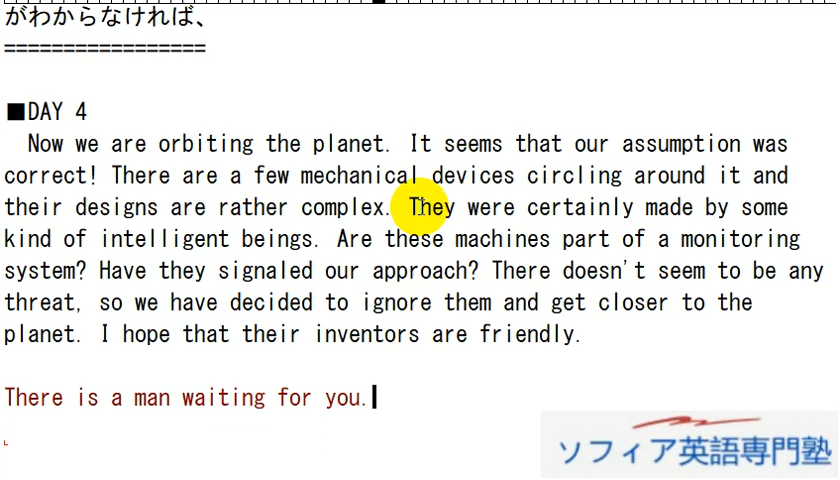 がわからなければ、
=================
■DAY 4
Now we are orbiting the planet. It seems that our assumption was
correct! There are a few mechanical devices circling around it and
their designs are rather complex. They were certainly made by some
kind of intelligent beings. Are these machines part of a monitoring
system? Have they signaled our approach? There doesn't seem to be any
threat, so we have decided to ignore them and get closer to the
planet. I hope that their inventors are friendly.
There is a man waiting for you.
ソフィア英語専門塾